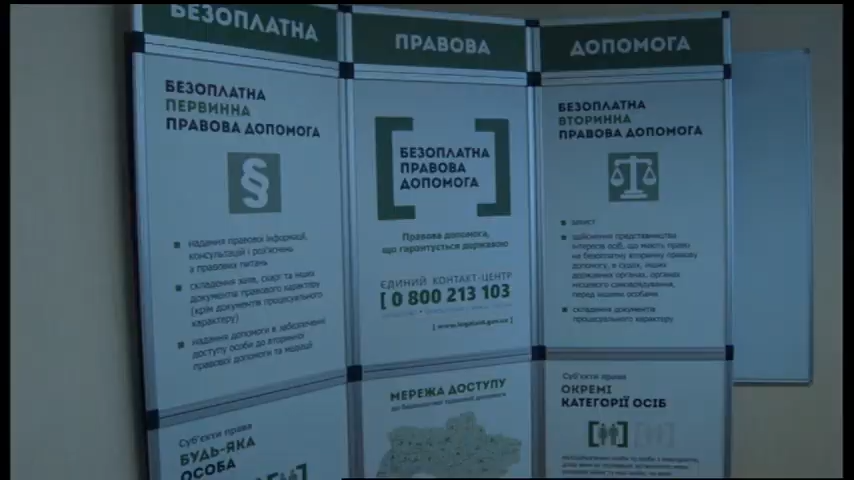 БЕЗОПЛАТНА
ПРАВОВА
ДОПОМОГА
БЕЗОПЛАТНА
ПЕРВИННА
ПРАВОВА ДОПОМОГА
§
надання правової інформації,
консультацій і роз'яснень
з правових питань
складення заяв, скарг та інших
документів правового характеру
(крім документів процесуального
характеру)
надання допомоги в забезпеченні
доступу особи до вторинної
правової допомоги та медіації
Суб'єкти права
БУДЬ-ЯКА
ОСОБА
БЕЗОПЛАТНА
ПРАВОВА
ДОПОМОГА
Правова допомога,
що гарантується державою
ЄДИНИЙ КОНТАКТ-ЦЕНТР
[ 0 800 213 103
[ www.legalaid.gov.ua ]
МЕРЕЖА ДОСТУПУ
до безоплатної правової допомоги
БЕЗОПЛАТНА
ВТОРИННА
ПРАВОВА ДОПОМОГА
захист
здійснення представництва
інтересів осіб, що мають право
на безоплатну вторинну правову
допомогу, в судах, інших
державних органах, органах
місцевого самоврядування,
перед іншими особами
складення документів
процесуального характеру
Суб'єкти права
ОКРЕМІ
КАТЕГОРІЇ ОСІБ